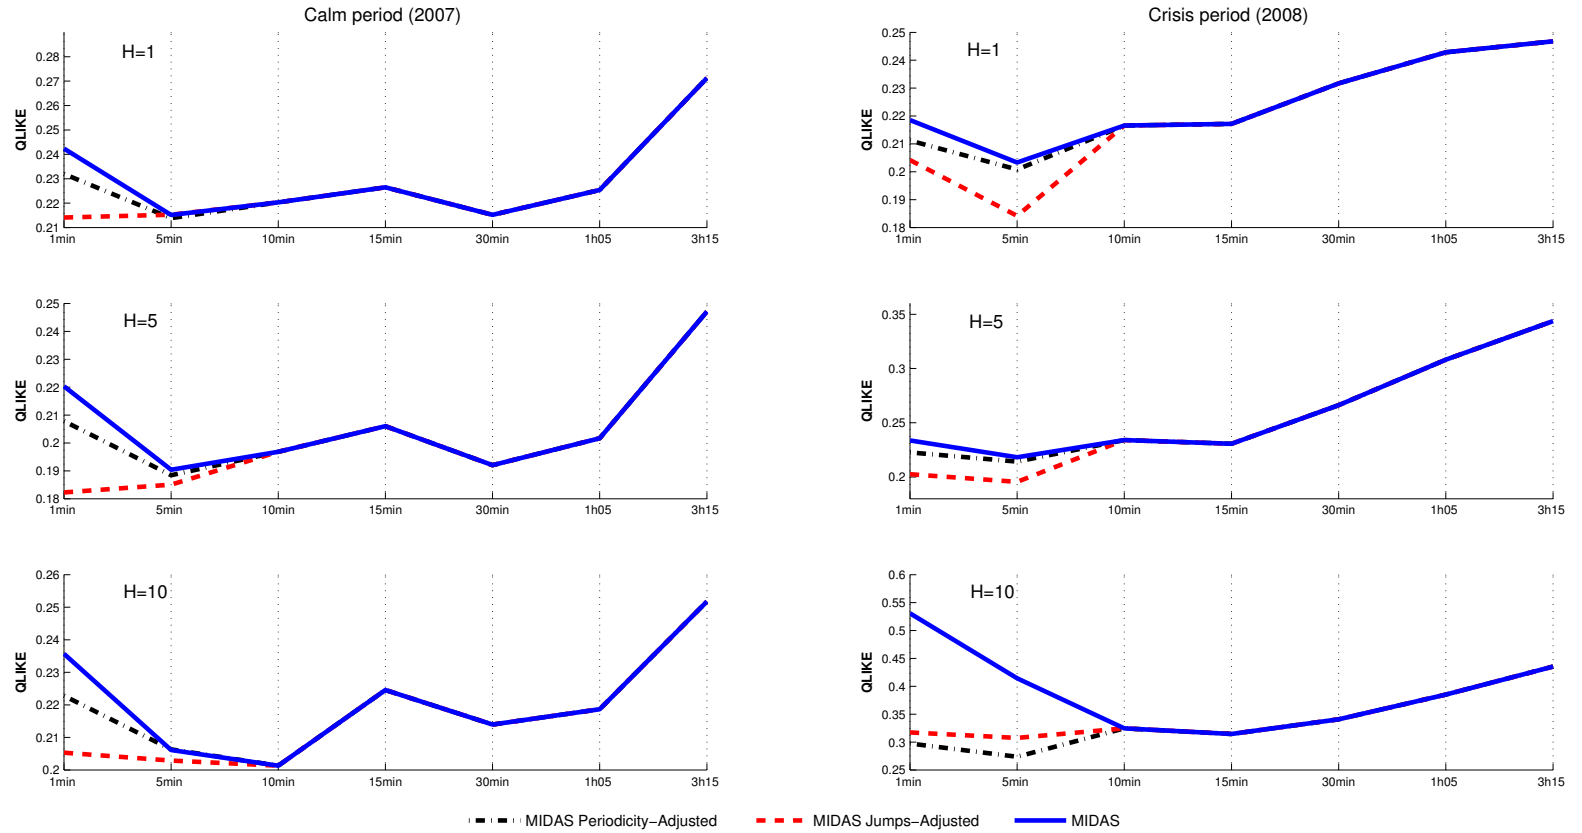 Calm period (2007)
H=1
QLIKE
0.28
0.27
0.26
0.25
0.24
0.23
0.22
0.21
1min 5min 10min 15min 30min 1h05 3h15
Crisis period (2008)
H=1
QLIKE
0.25
0.24
0.23
0.22
0.21
0.2
0.19
0.18
1min 5min 10min 15min 30min 1h05 3h15
H=5
QLIKE
0.25
0.24
0.23
0.22
0.21
0.2
0.19
0.18
1min 5min 10min 15min 30min 1h05 3h15
H=5
QLIKE
0.35
0.3
0.25
0.2
1min 5min 10min 15min 30min 1h05 3h15
H=10
QLIKE
0.26
0.25
0.24
0.23
0.22
0.21
0.2
1min 5min 10min 15min 30min 1h05 3h15
H=10
QLIKE
0.6
0.55
0.5
0.45
0.4
0.35
0.3
0.25
1min 5min 10min 15min 30min 1h05 3h15
MIDAS Periodicity−Adjusted MIDAS Jumps−Adjusted MIDAS